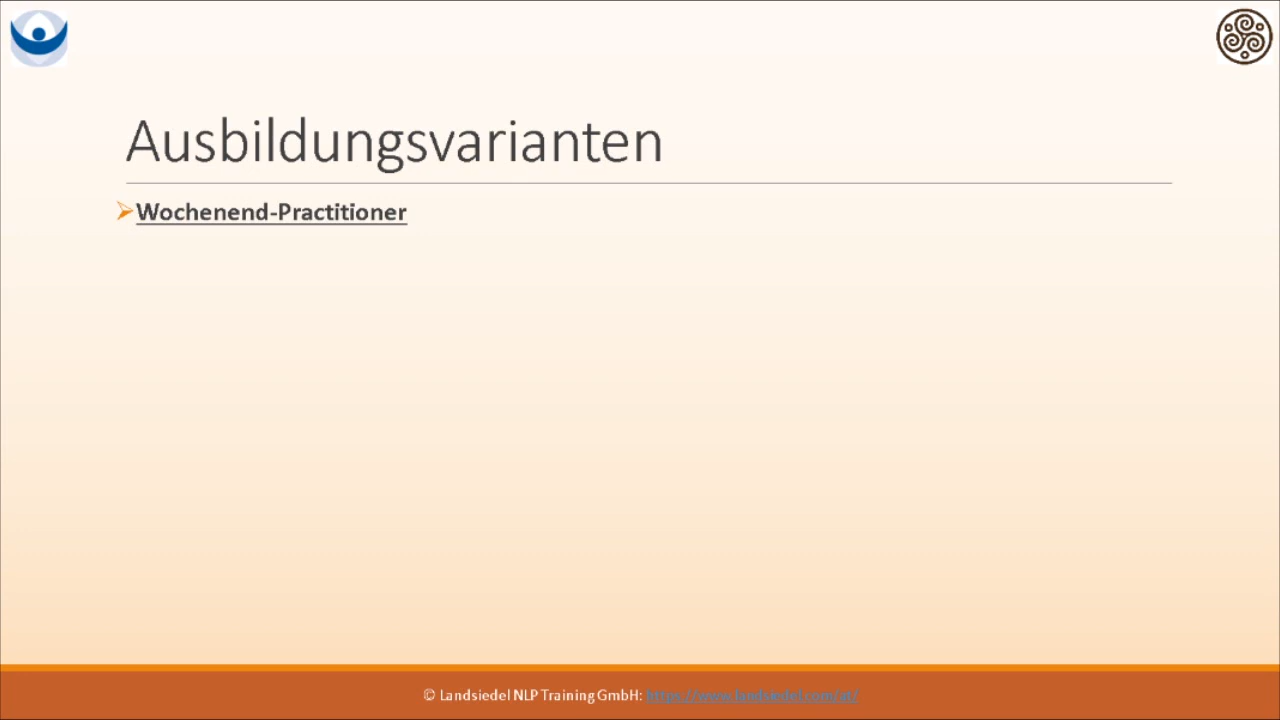 Ausbildungsvarianten
Wochenend-Practitioner
© Landsiedel NLP Training GmbH: https://www.landsiedel.com/at/